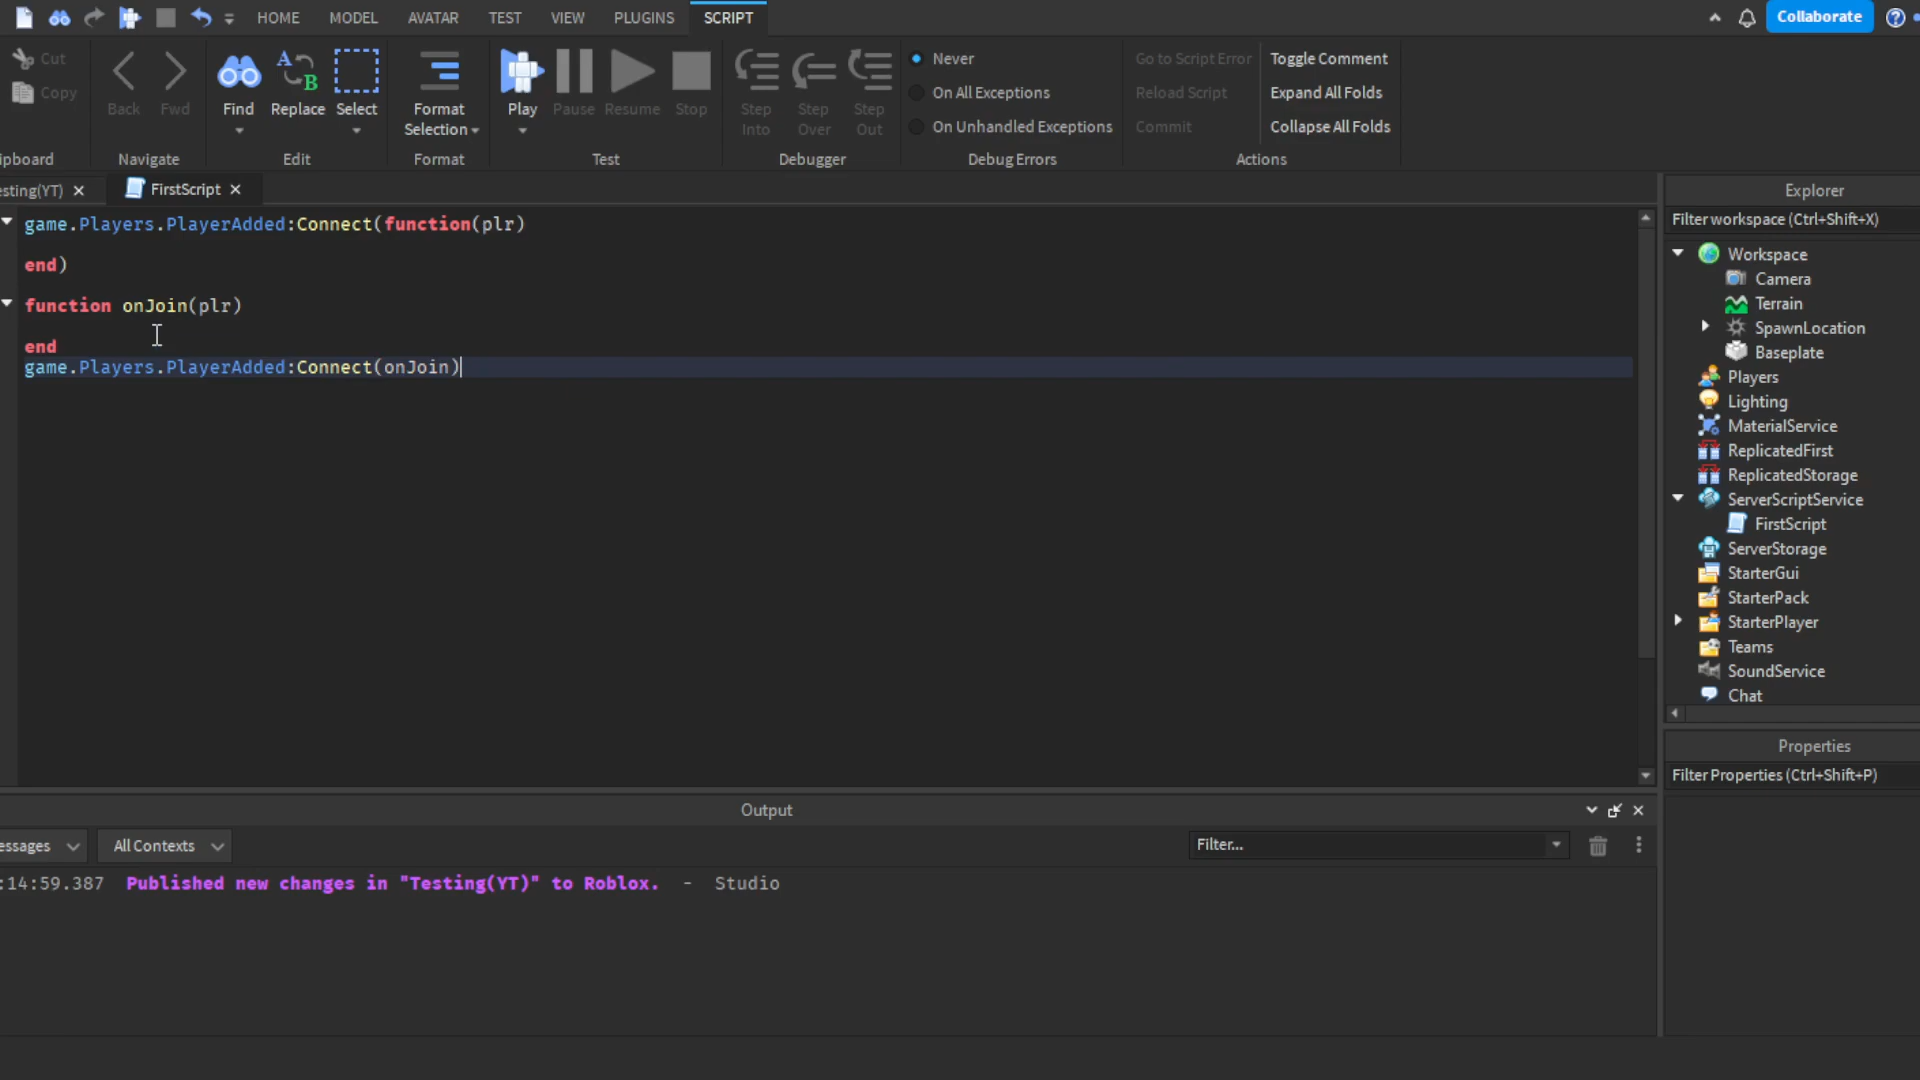 HOME MODEL AVATAR TEST VIEW PLUGINS SCRIPT Collaborate ?
Cut
Copy
ipboard
Back Fwd
Navigate
Find Replace Select
Edit
Format
Selection
Format
Play Pause Resume Stop
Test
Step Into
Step Over
Step Out
Debugger
Never
On All Exceptions
On Unhandled Exceptions
Debug Errors
Go to Script Error
Reload Script
Commit
Toggle Comment
Expand All Folds
Collapse All Folds
Actions
esting(YT) × FirstScript ×
game.Players.PlayerAdded:Connect(function(plr)
end)
function onJoin(plr)
end
game.Players.PlayerAdded:Connect(onJoin)
Explorer
Filter workspace (Ctrl+Shift+X)
Workspace
Camera
Terrain
SpawnLocation
Baseplate
Players
Lighting
MaterialService
ReplicatedFirst
ReplicatedStorage
ServerScriptService
FirstScript
ServerStorage
StarterGui
StarterPack
StarterPlayer
Teams
SoundService
Chat
Properties
Filter Properties (Ctrl+Shift+P)
Output
essages All Contexts Filter...
:14:59.387 Published new changes in "Testing(YT)" to Roblox. - Studio